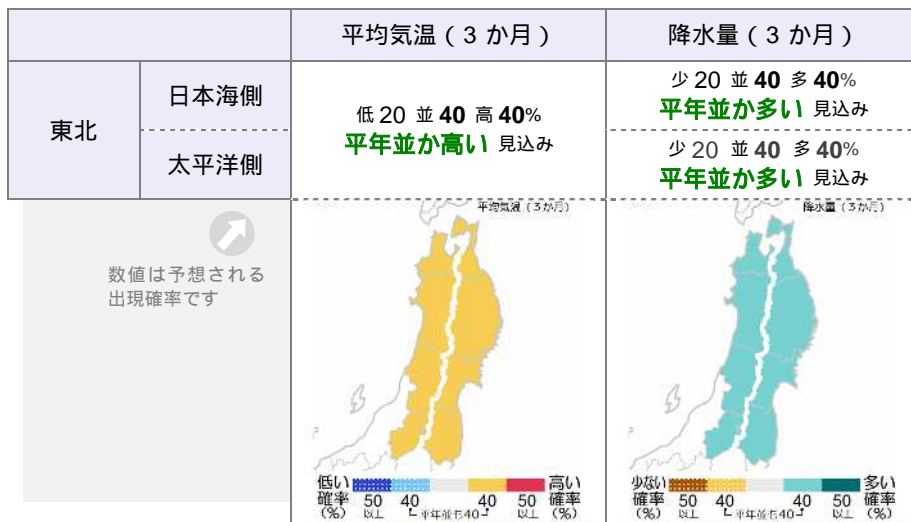 平均気温（3 か月） 降水量（3 か月）
東北 日本海側 低 20 並 40 高 40% 少 20 並 40 多 40%
平年並か高い 見込み 平年並か多い 見込み
太平洋側 少 20 並 40 多 40%
平年並か多い 見込み
平均気温（3か月）
降水量（3か月）
数値は予想される
出現確率です
低い 高い
確率 50 40 40 50 確率
(%) 以上 平年並も40 以上 (%)
少ない 多い
確率 50 40 40 50 確率
(%) 以上 平年並も40 以上 (%)